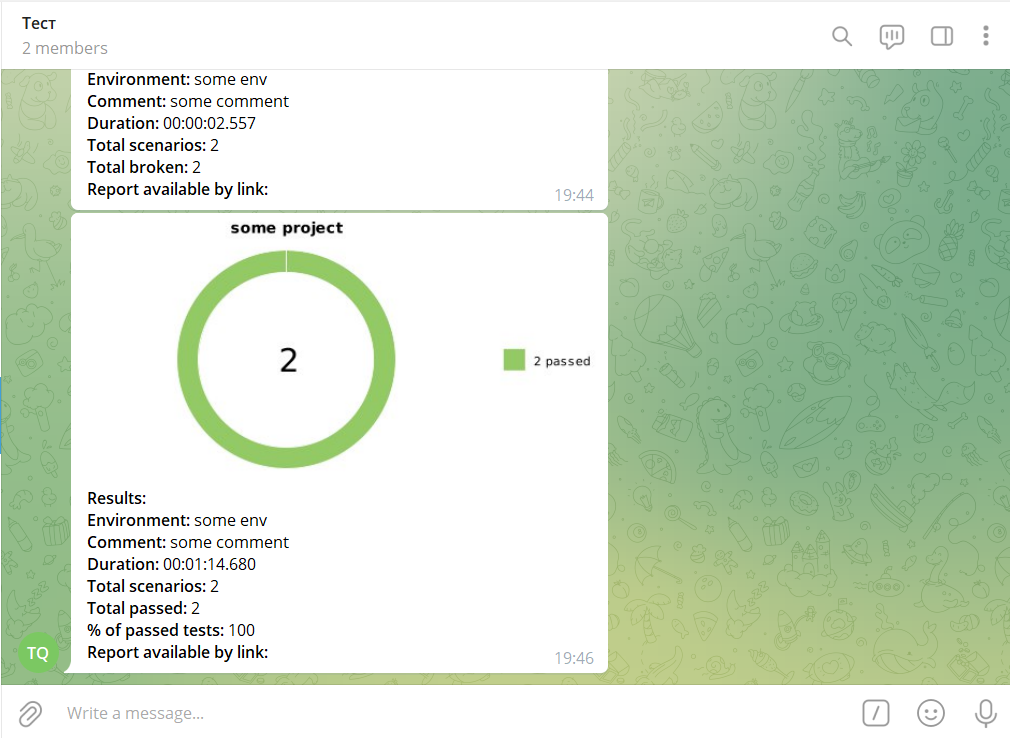 Тест
2 members
Environment: some env
Comment: some comment
Duration: 00:00:02.557
Total scenarios: 2
Total broken: 2
Report available by link:
19:44
some project
2
2 passed
Results:
Environment: some env
Comment: some comment
Duration: 00:01:14.680
Total scenarios: 2
Total passed: 2
% of passed tests: 100
Report available by link:
19:46
TQ
Write a message...